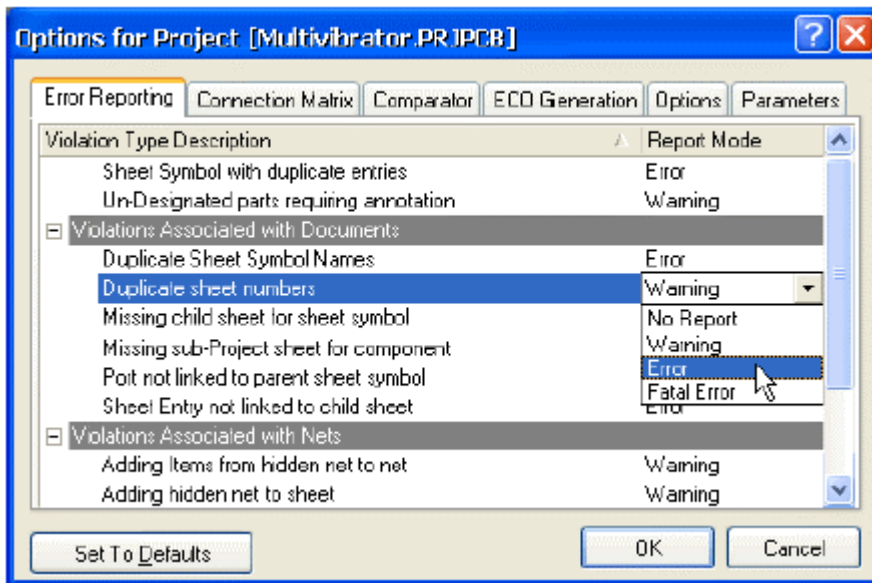 Options for Project [Multivibrator.PRJPCB]
Error Reporting Connection Matrix Comparator ECO Generation Options Parameters
Violation Type Description Report Mode
Sheet Symbol with duplicate entries Error
Un-Designated parts requiring annotation Warning
Violations Associated with Documents
Duplicate Sheet Symbol Names Error
Duplicate sheet numbers Warning
Missing child sheet for sheet symbol No Report
Missing sub-Project sheet for component Warning
Port not linked to parent sheet symbol Error
Fatal Error
Sheet Entry not linked to child sheet Error
Violations Associated with Nets
Adding Items from hidden net to net Warning
Adding hidden net to sheet Warning
Set To Defaults OK Cancel